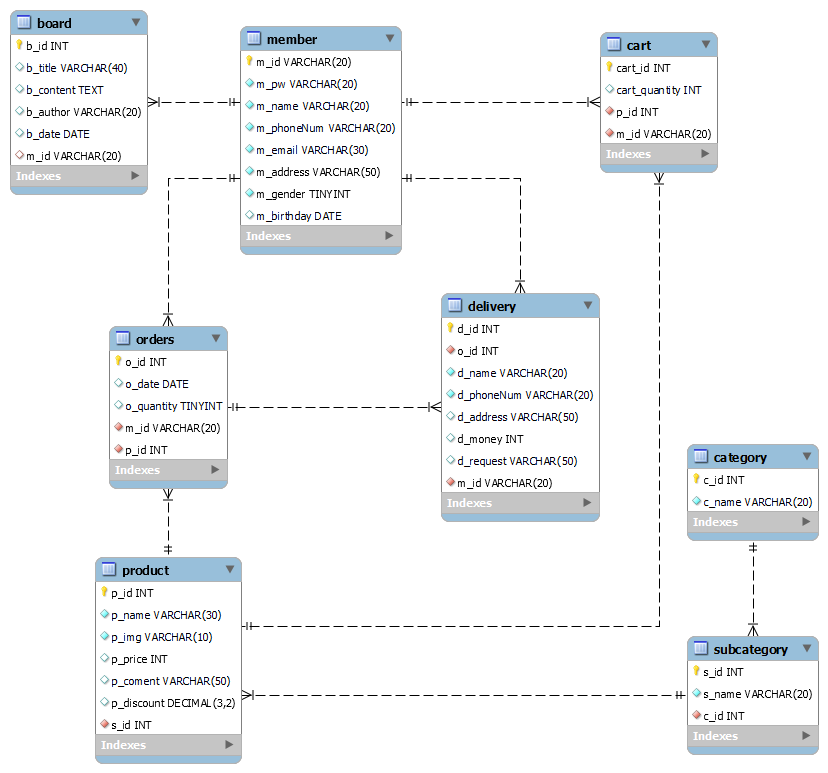 board
b_id INT
b_title VARCHAR(40)
b_content TEXT
b_author VARCHAR(20)
b_date DATE
m_id VARCHAR(20)
Indexes
member
m_id VARCHAR(20)
m_pw VARCHAR(20)
m_name VARCHAR(20)
m_phoneNum VARCHAR(20)
m_email VARCHAR(30)
m_address VARCHAR(50)
m_gender TINYINT
m_birthday DATE
Indexes
cart
cart_id INT
cart_quantity INT
p_id INT
m_id VARCHAR(20)
Indexes
orders
o_id INT
o_date DATE
o_quantity TINYINT
m_id VARCHAR(20)
p_id INT
Indexes
delivery
d_id INT
o_id INT
d_name VARCHAR(20)
d_phoneNum VARCHAR(20)
d_address VARCHAR(50)
d_money INT
d_request VARCHAR(50)
m_id VARCHAR(20)
Indexes
category
c_id INT
c_name VARCHAR(20)
Indexes
product
p_id INT
p_name VARCHAR(30)
p_img VARCHAR(10)
p_price INT
p_coment VARCHAR(50)
p_discount DECIMAL(3,2)
s_id INT
Indexes
subcategory
s_id INT
s_name VARCHAR(20)
c_id INT
Indexes